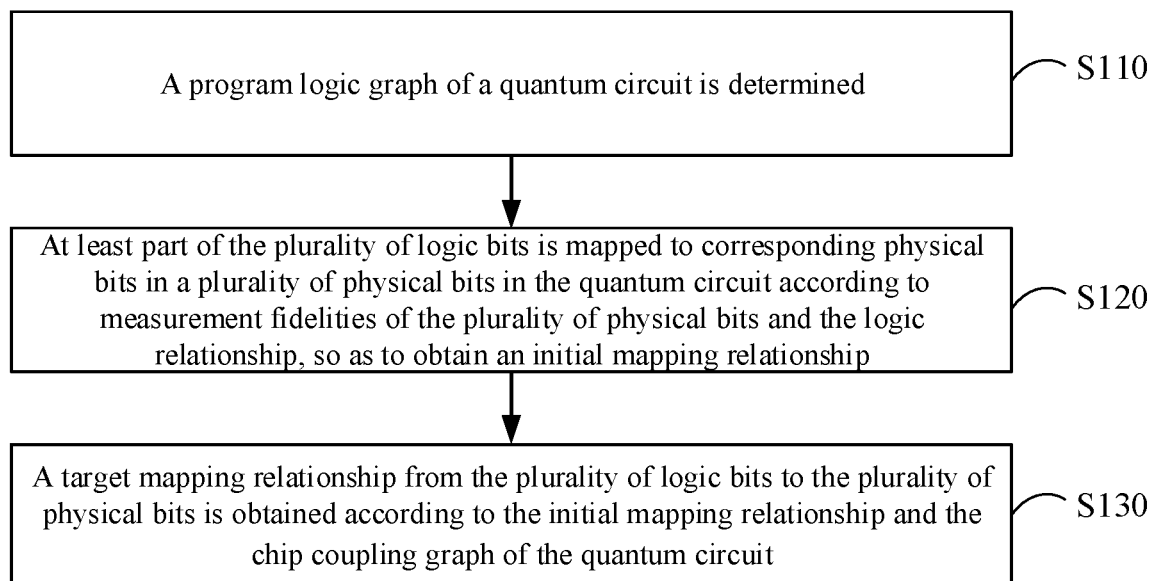 A program logic graph of a quantum circuit is determined
S110
At least part of the plurality of logic bits is mapped to corresponding physical
bits in a plurality of physical bits in the quantum circuit according to
measurement fidelities of the plurality of physical bits and the logic
relationship, so as to obtain an initial mapping relationship
S120
A target mapping relationship from the plurality of logic bits to the plurality of
physical bits is obtained according to the initial mapping relationship and the
chip coupling graph of the quantum circuit
S130